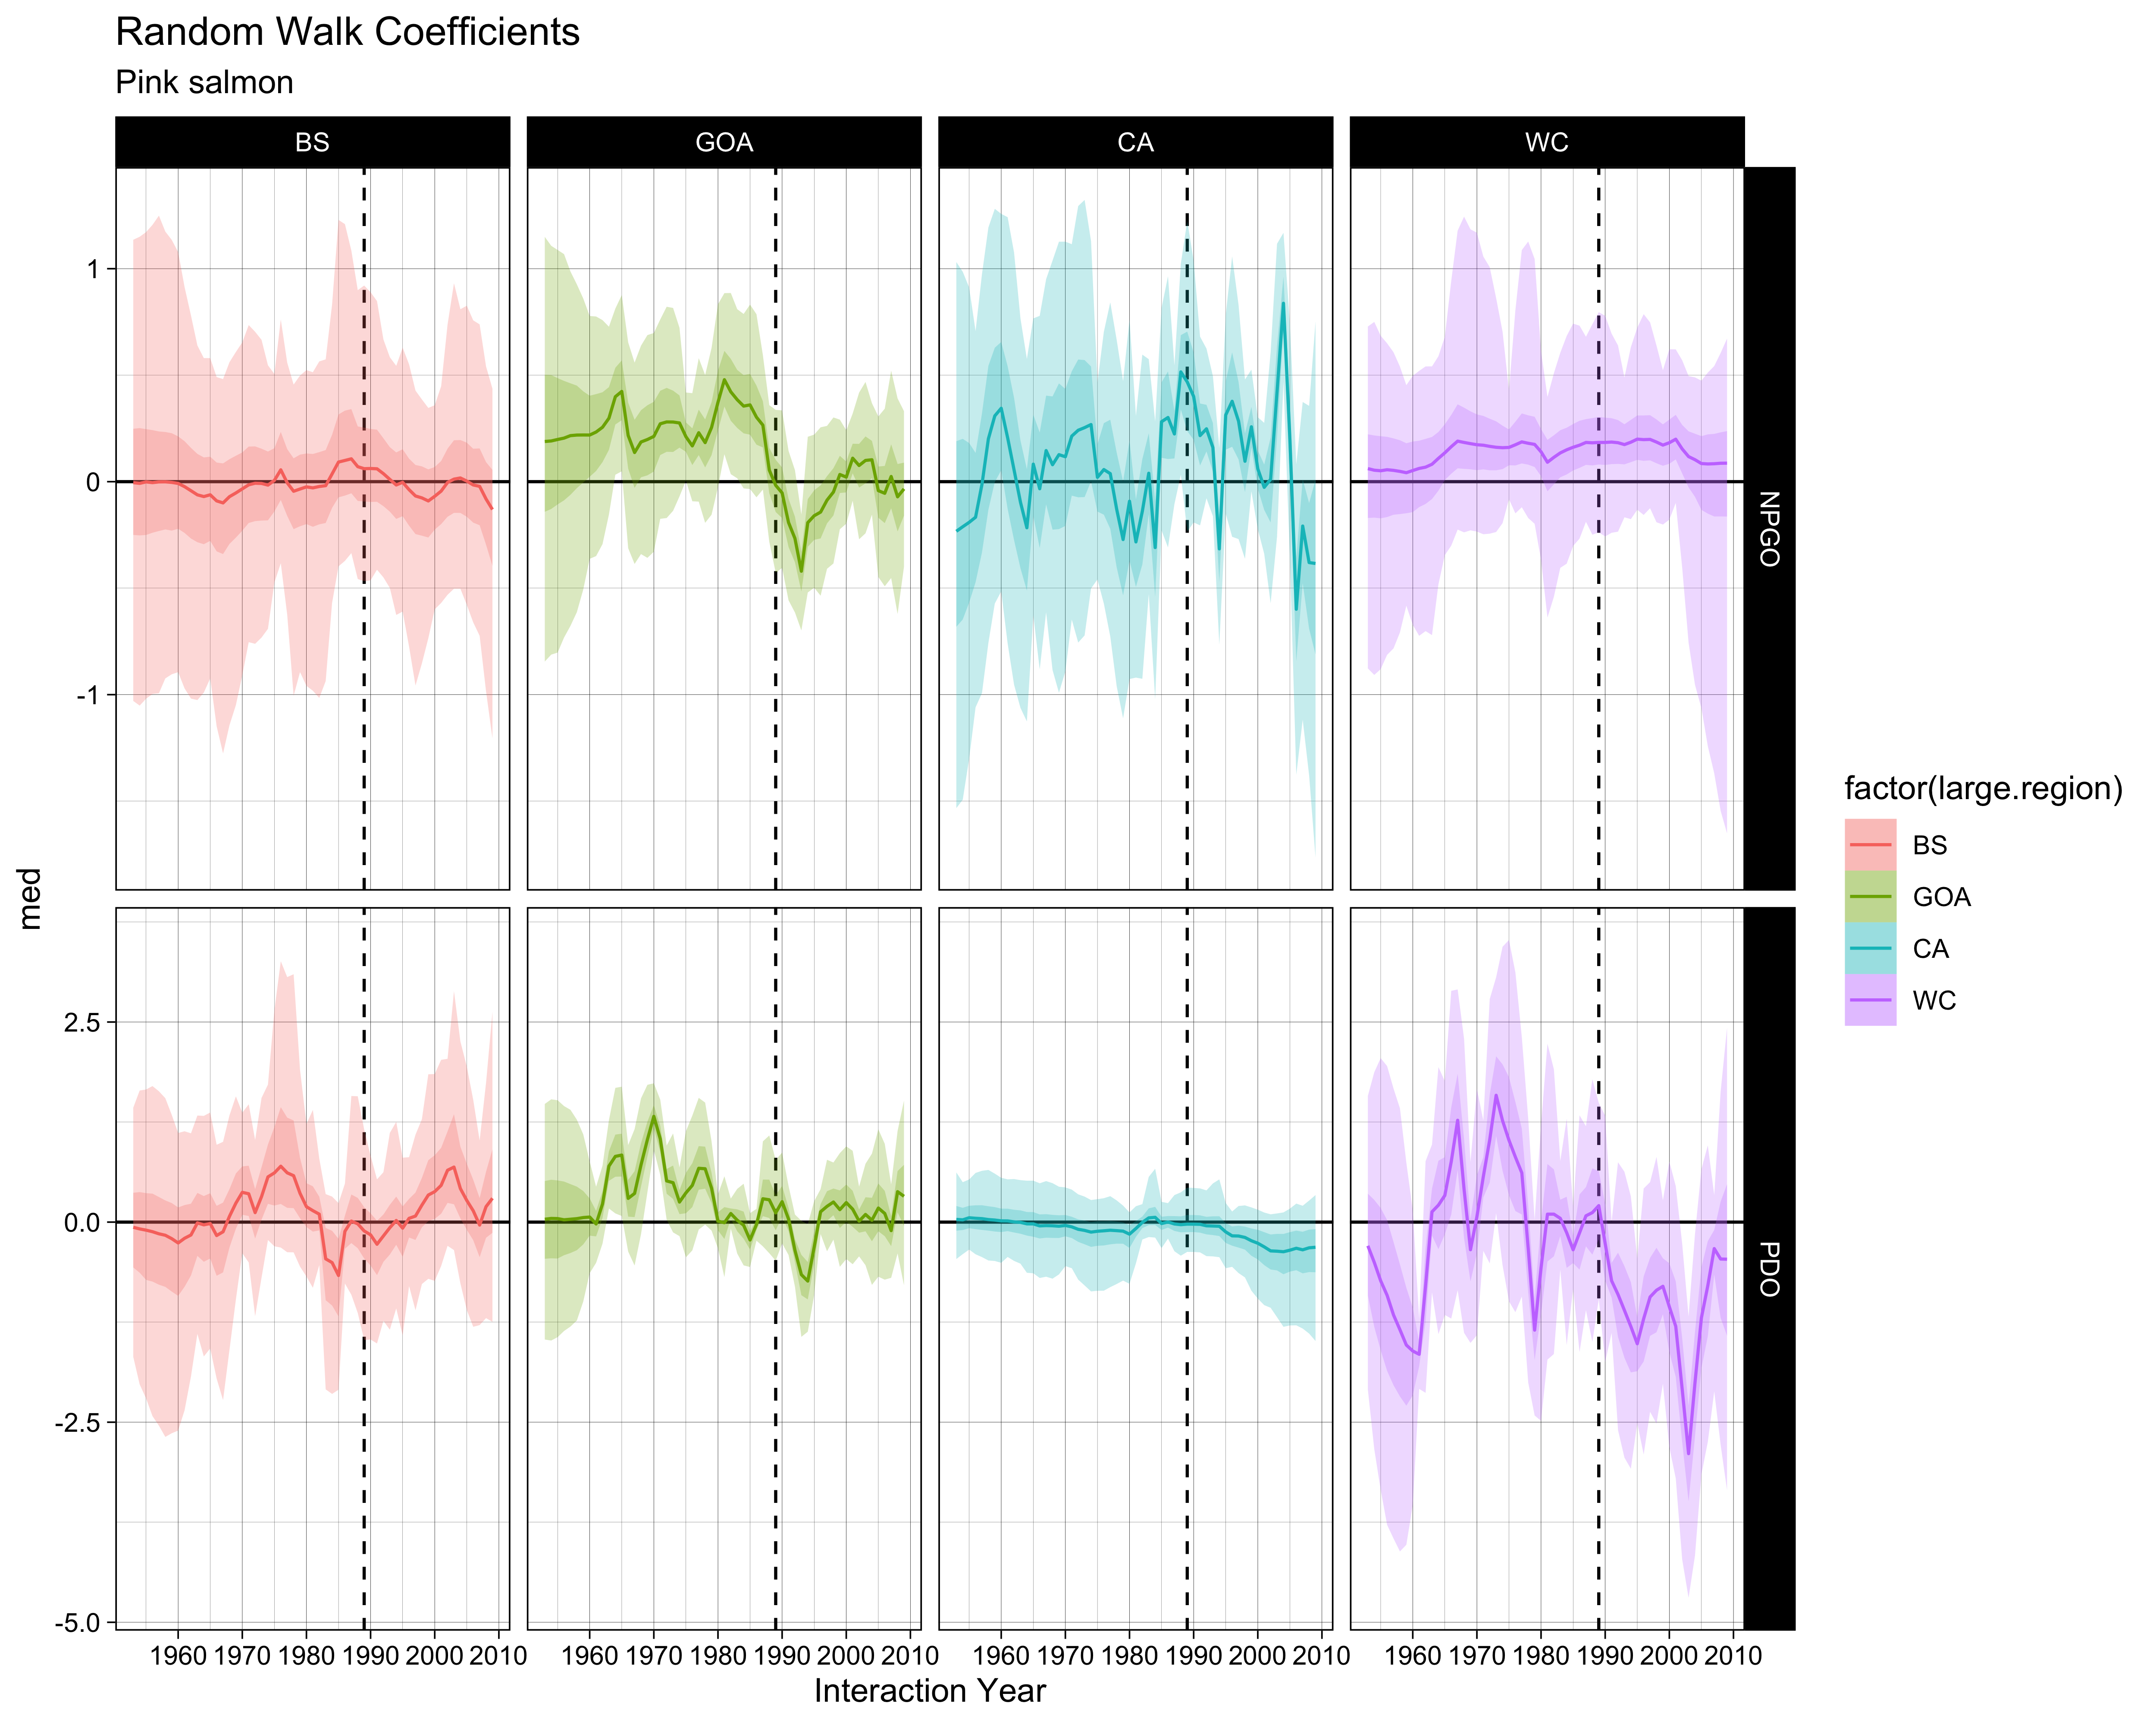 Random Walk Coefficients
Pink salmon
BS GOA CA WC
1
0
-1
NPGO
med
2.5
0.0
-2.5
-5.0
PDO
1960 1970 1980 1990 2000 2010 1960 1970 1980 1990 2000 2010 1960 1970 1980 1990 2000 2010 1960 1970 1980 1990 2000 2010
Interaction Year
factor(large.region)
BS
GOA
CA
WC